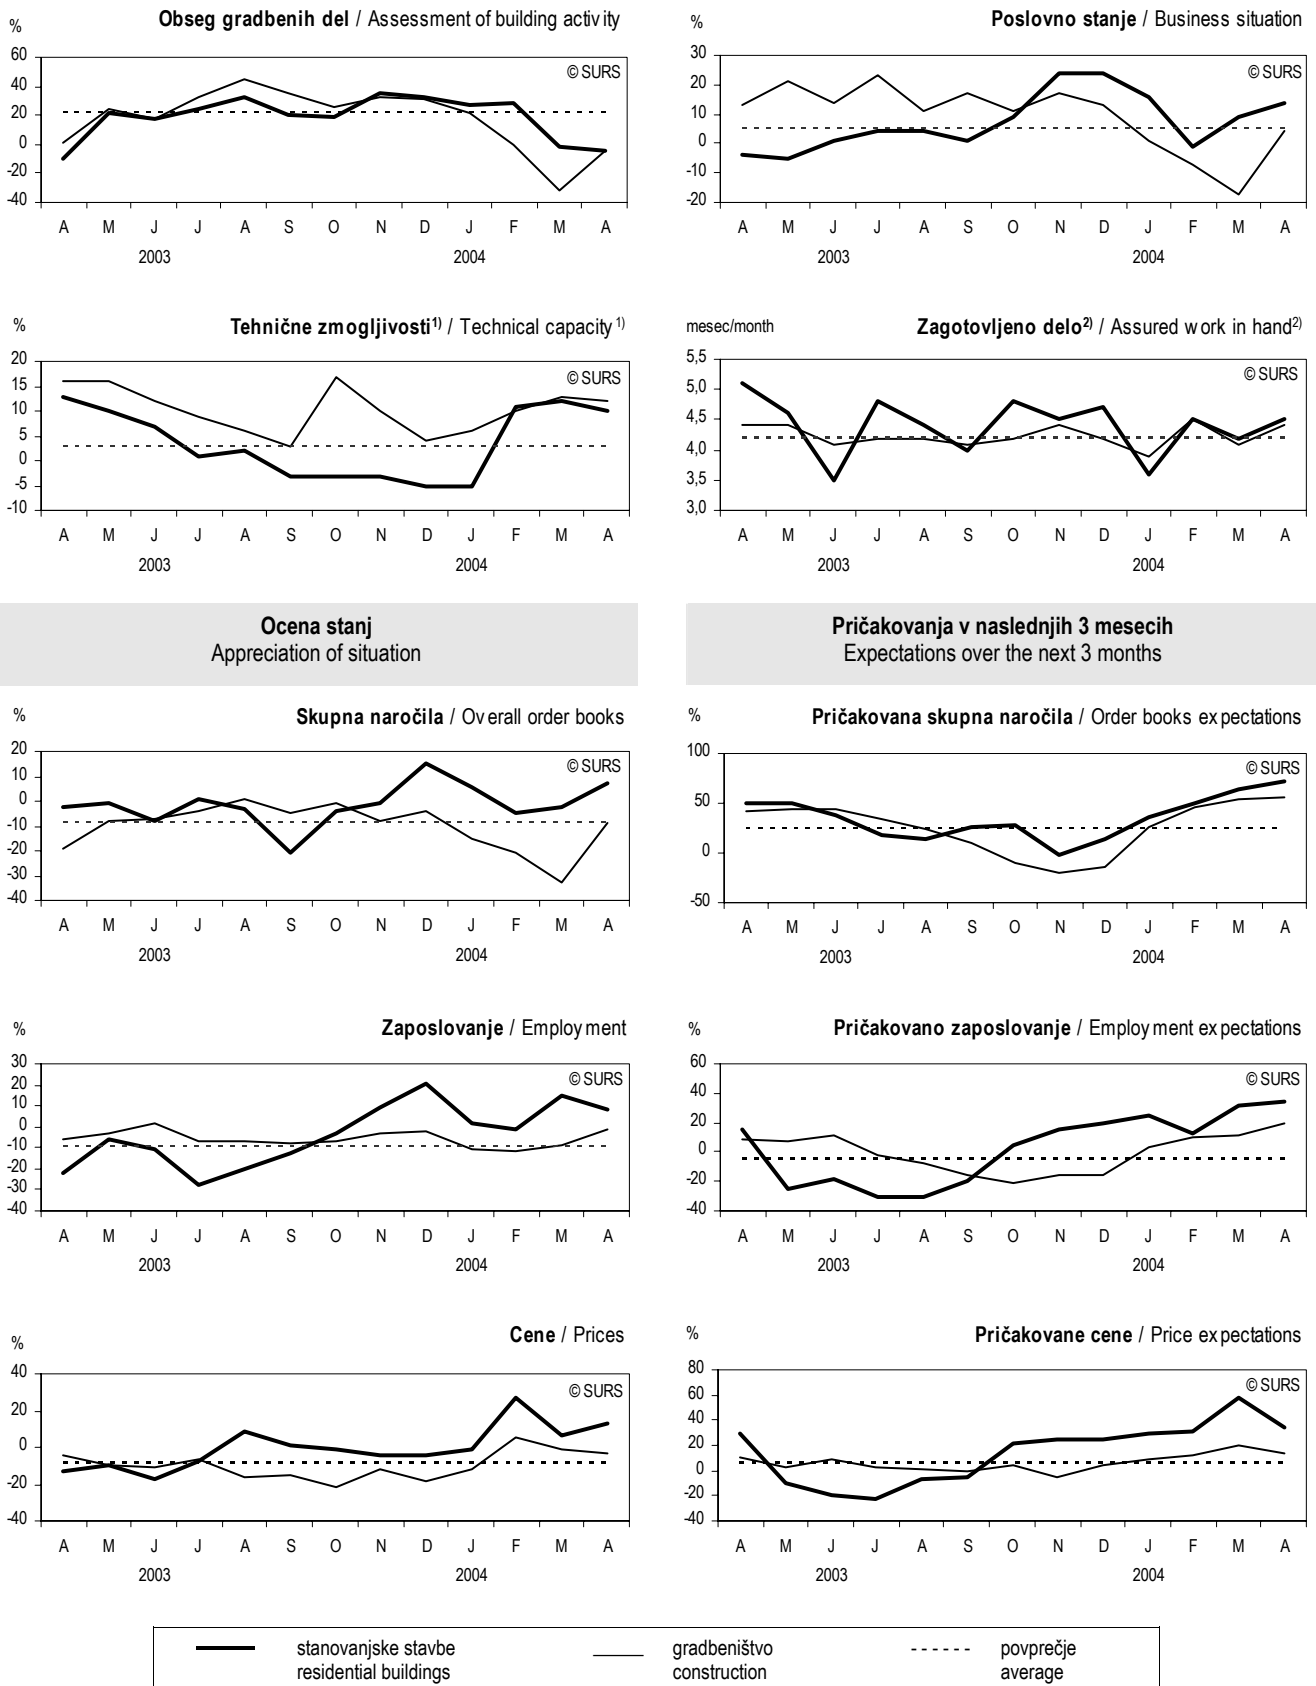 Obseg gradbenih del / Assessment of building activity
%
60
40
20
0
-20
-40
© SURS
A M J J A S O N D J F M A
2003 2004
Poslovno stanje / Business situation
%
30
20
10
0
-10
-20
© SURS
A M J J A S O N D J F M A
2003 2004
Tehnične zmogljivosti1) / Technical capacity 1)
%
20
15
10
5
0
-5
-10
© SURS
A M J J A S O N D J F M A
2003 2004
Zagotovljeno delo2) / Assured work in hand2)
mesec/month
5,5
5,0
4,5
4,0
3,5
3,0
© SURS
A M J J A S O N D J F M A
2003 2004
Ocena stanj
Appreciation of situation
Pričakovanja v naslednjih 3 mesecih
Expectations over the next 3 months
Skupna naročila / Overall order books
%
20
10
0
-10
-20
-30
-40
© SURS
A M J J A S O N D J F M A
2003 2004
Pričakovana skupna naročila / Order books expectations
%
100
50
0
-50
© SURS
A M J J A S O N D J F M A
2003 2004
Zaposlovanje / Employment
%
30
20
10
0
-10
-20
-30
-40
© SURS
A M J J A S O N D J F M A
2003 2004
Pričakovano zaposlovanje / Employment expectations
%
60
40
20
0
-20
-40
© SURS
A M J J A S O N D J F M A
2003 2004
Cene / Prices
%
40
20
0
-20
-40
© SURS
A M J J A S O N D J F M A
2003 2004
Pričakovane cene / Price expectations
%
80
60
40
20
0
-20
-40
© SURS
A M J J A S O N D J F M A
2003 2004
stanovanjske stavbe
residential buildings
gradbeništvo
construction
povprečje
average